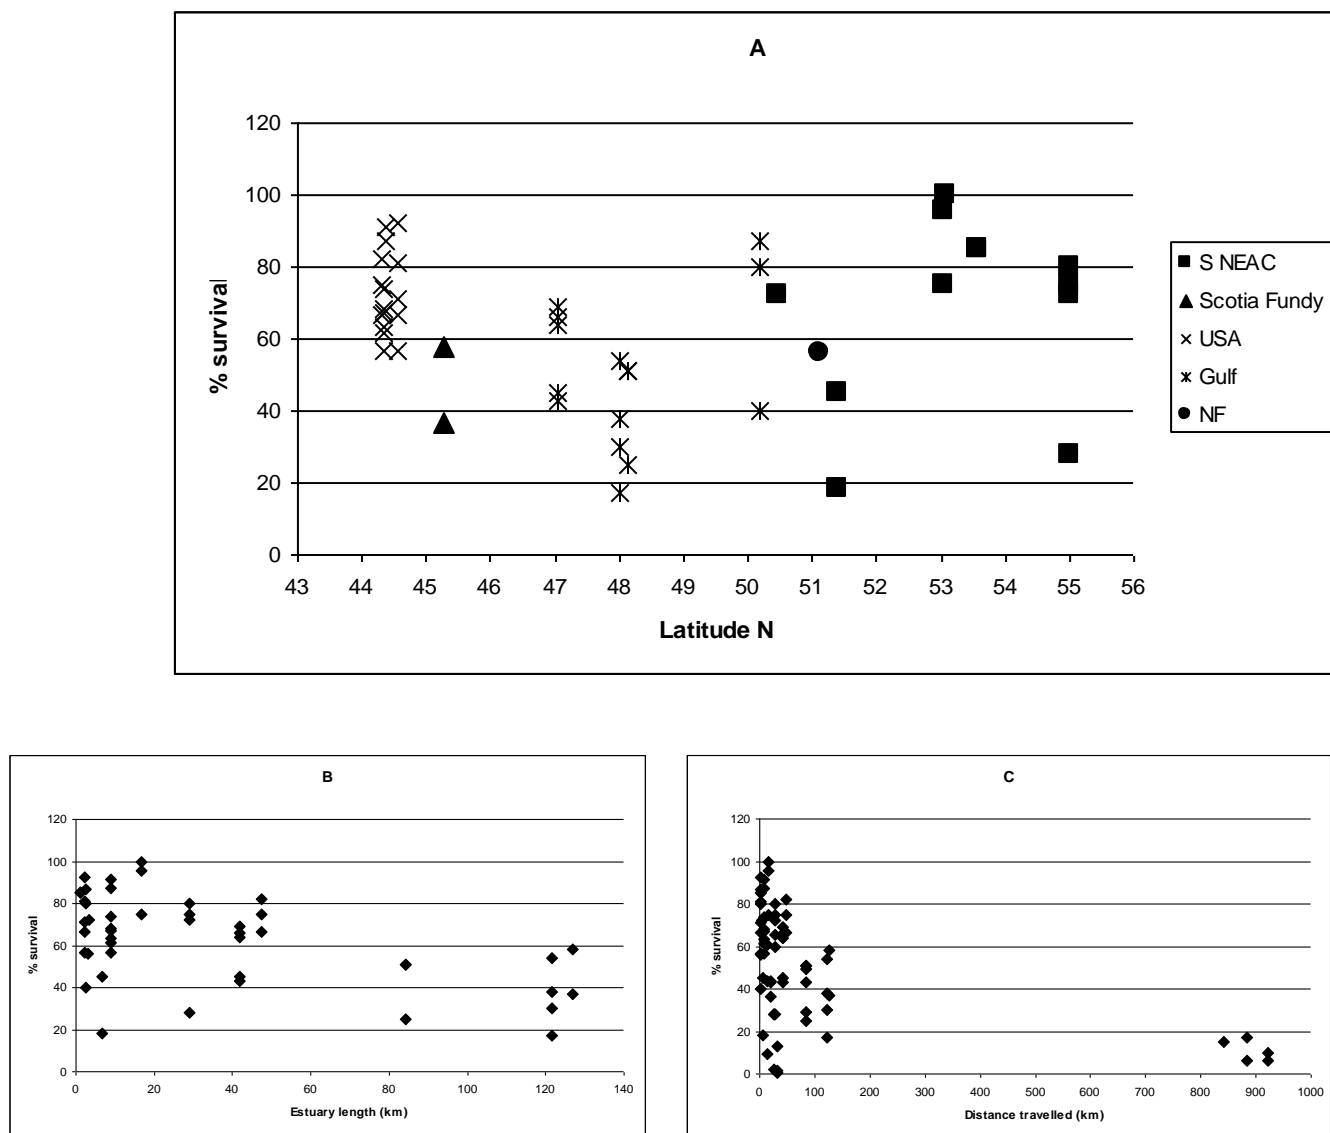 A
% survival
120
100
80
60
40
20
0
43 44 45 46 47 48 49 50 51 52 53 54 55 56
Latitude N
S NEAC
Scotia Fundy
USA
Gulf
NF
B
% survival
120
100
80
60
40
20
0
0 20 40 60 80 100 120 140
Estuary length (km)
C
% survival
120
100
80
60
40
20
0
0 100 200 300 400 500 600 700 800 900 1000
Distance travelled (km)